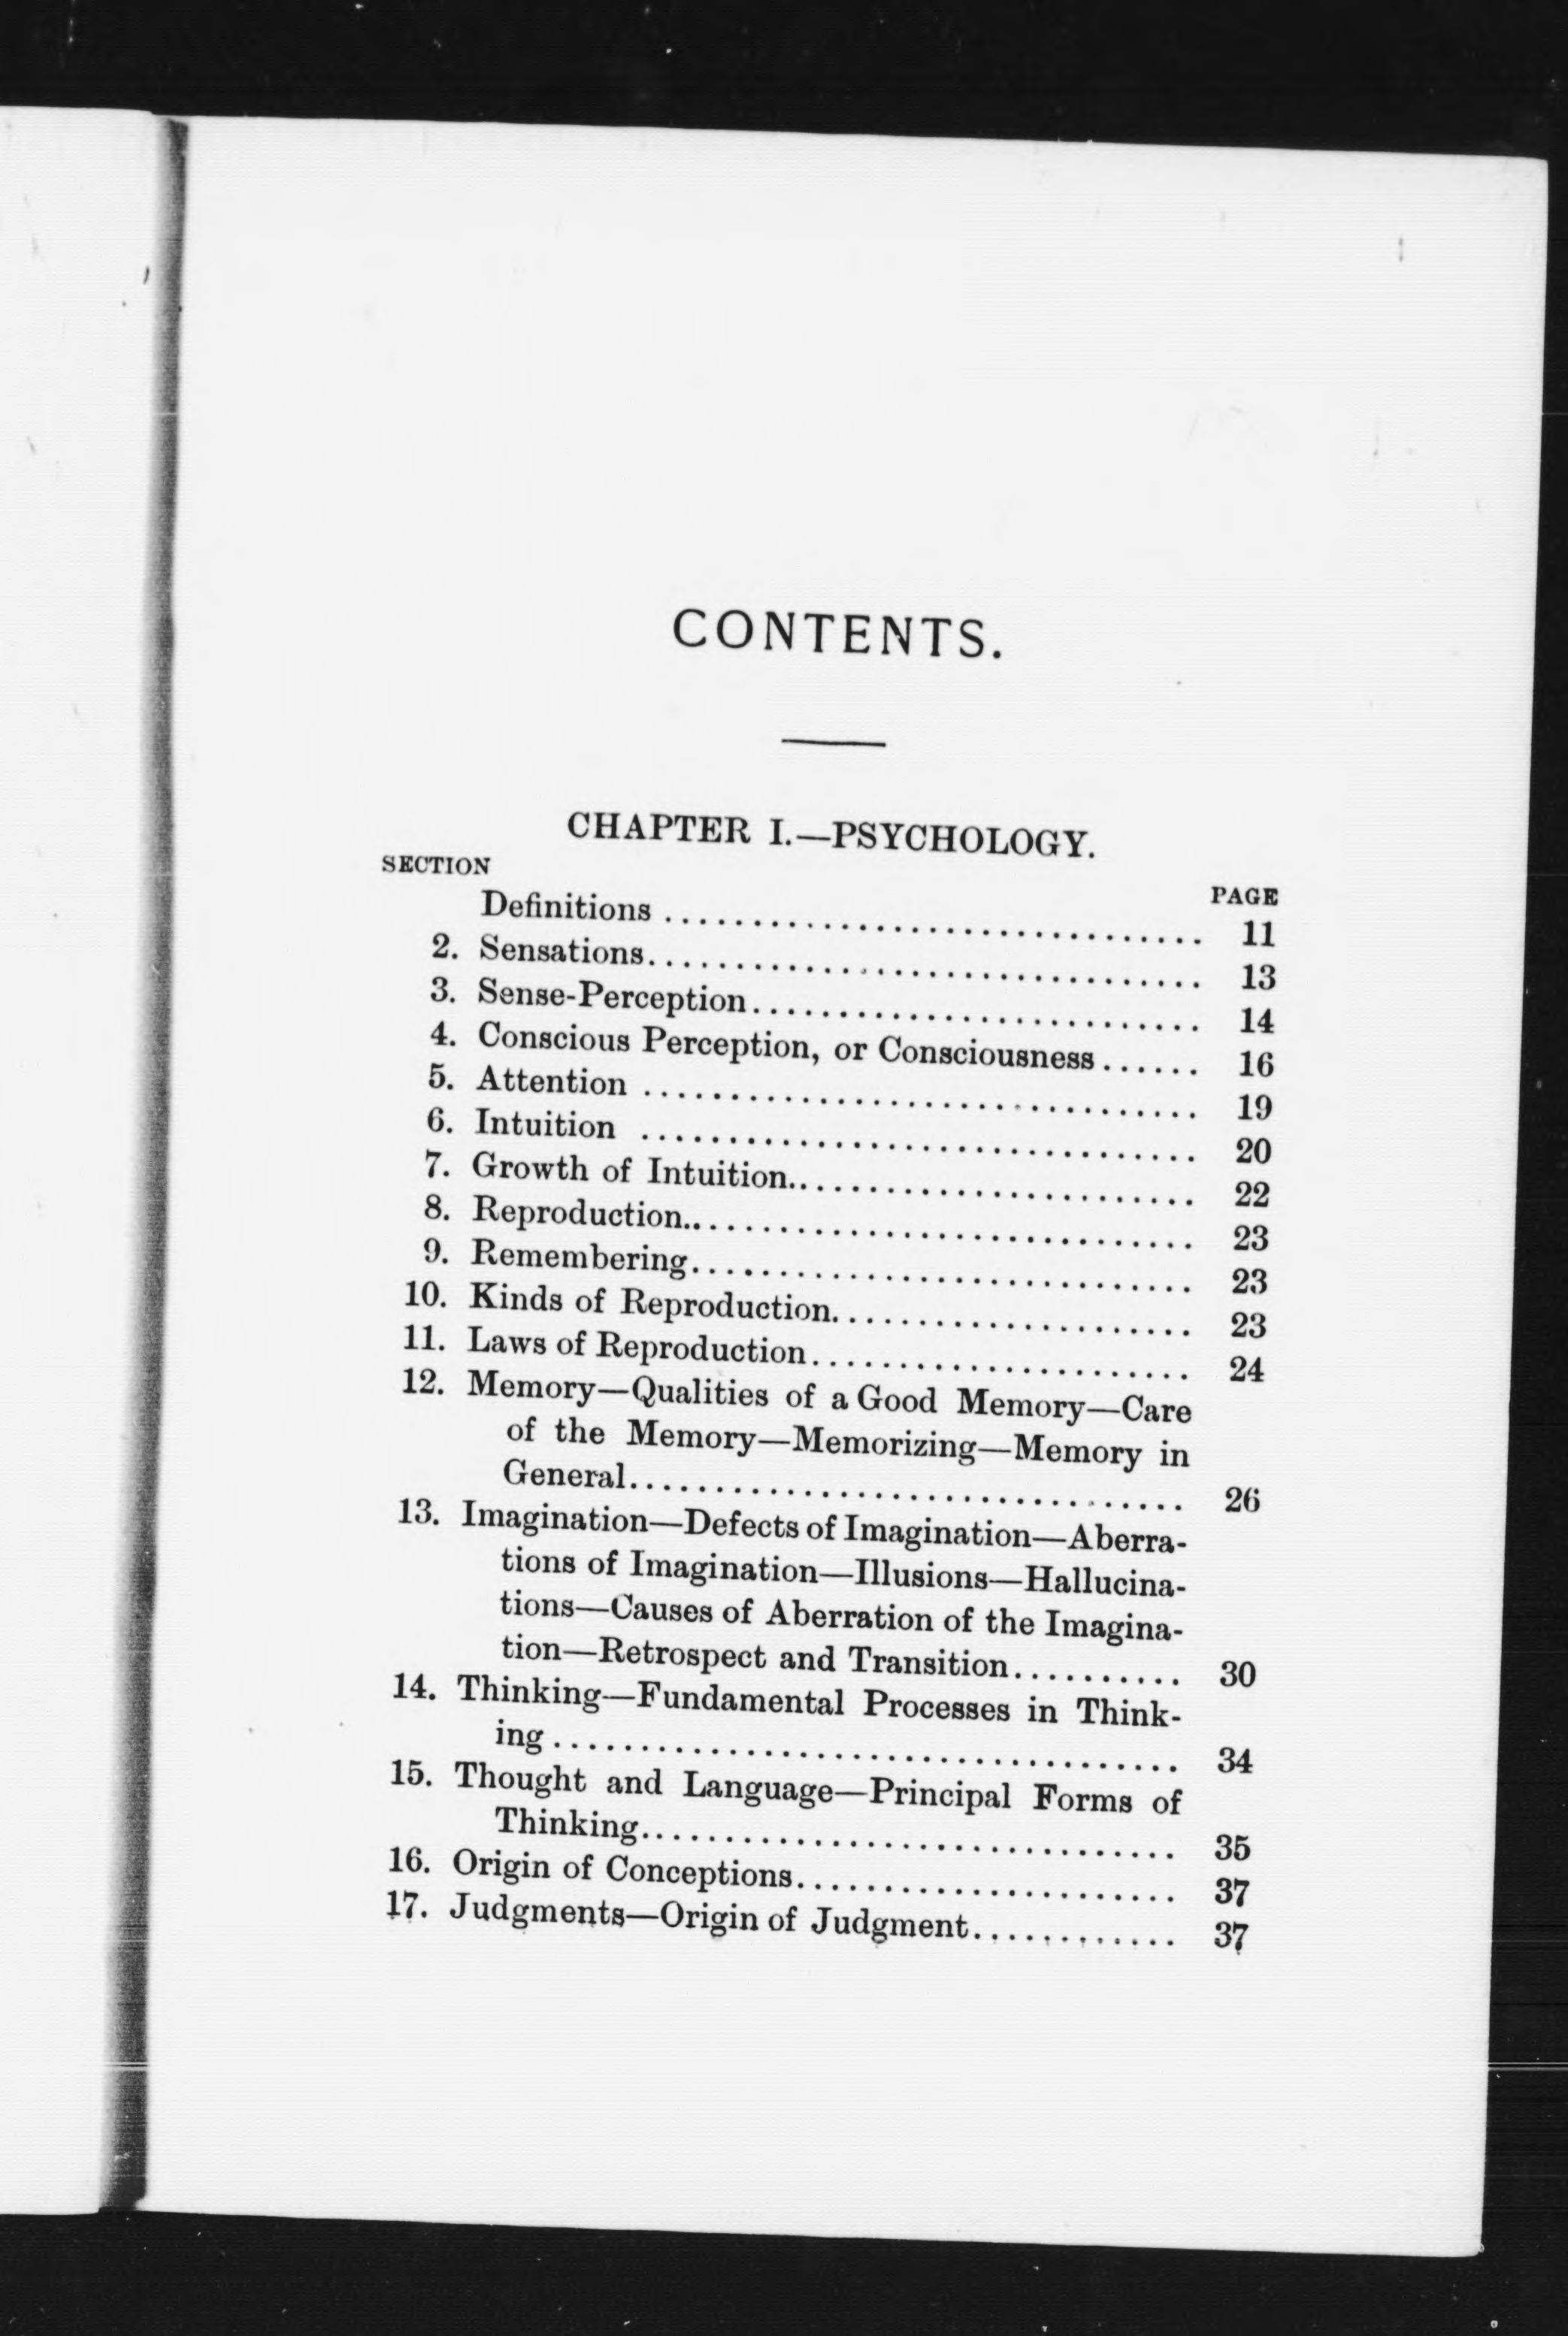 CONTENTS.
CHAPTER I.—PSYCHOLOGY.
SECTION PAGE
Definitions ................................ 11
2. Sensations................................ 13
3. Sense-Perception.......................... 14
4. Conscious Perception, or Consciousness...... 16
5. Attention ................................ 19
6. Intuition ................................ 20
7. Growth of Intuition........................ 22
8. Reproduction.............................. 23
9. Remembering.............................. 23
10. Kinds of Reproduction..................... 23
11. Laws of Reproduction...................... 24
12. Memory—Qualities of a Good Memory—Care
of the Memory—Memorizing—Memory in
General................................. 26
13. Imagination—Defects of Imagination—Aberra-
tions of Imagination—Illusions—Hallucina-
tions—Causes of Aberration of the Imagina-
tion—Retrospect and Transition.......... 30
14. Thinking—Fundamental Processes in Think-
ing..................................... 34
15. Thought and Language—Principal Forms of
Thinking................................ 35
16. Origin of Conceptions...................... 37
17. Judgments—Origin of Judgment............ 37